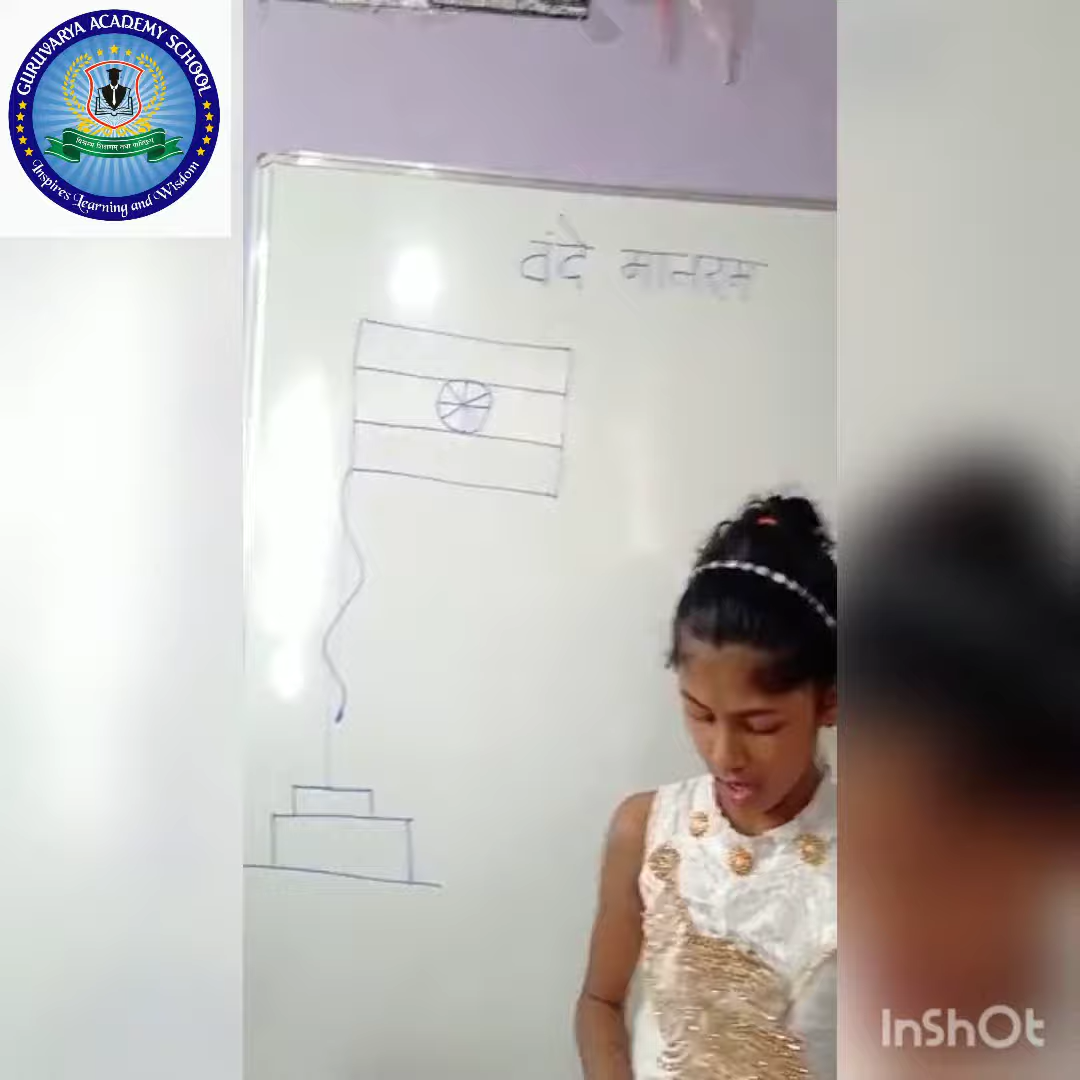 GURUVARYA ACADEMY SCHOOL
Inspires Learning and Wisdom
वंदे मातरम
InShOt